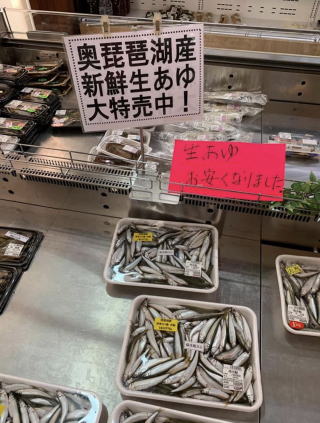 奥琵琶湖産
新鮮生あゆ
大特売中！
生あゆ
お安くなりました